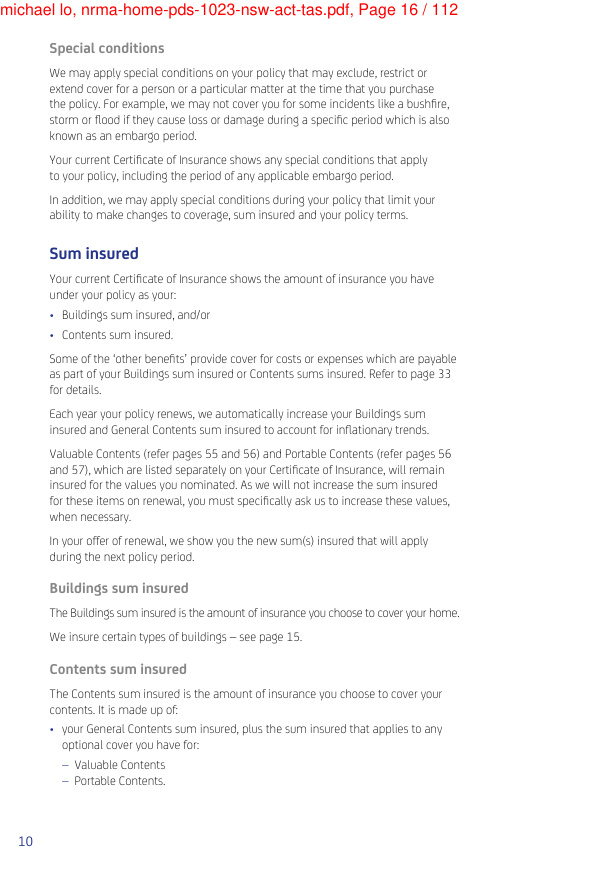 michael lo, nrma-home-pds-1023-nsw-act-tas.pdf, Page 16 / 112
Special conditions
We may apply special conditions on your policy that may exclude, restrict or
extend cover for a person or a particular matter at the time that you purchase
the policy. For example, we may not cover you for some incidents like a bushfire,
storm or flood if they cause loss or damage during a specific period which is also
known as an embargo period.
Your current Certificate of Insurance shows any special conditions that apply
to your policy, including the period of any applicable embargo period.
In addition, we may apply special conditions during your policy that limit your
ability to make changes to coverage, sum insured and your policy terms.
Sum insured
Your current Certificate of Insurance shows the amount of insurance you have
under your policy as your:
• Buildings sum insured, and/or
• Contents sum insured.
Some of the ‘other benefits’ provide cover for costs or expenses which are payable
as part of your Buildings sum insured or Contents sums insured. Refer to page 33
for details.
Each year your policy renews, we automatically increase your Buildings sum
insured and General Contents sum insured to account for inflationary trends.
Valuable Contents (refer pages 55 and 56) and Portable Contents (refer pages 56
and 57), which are listed separately on your Certificate of Insurance, will remain
insured for the values you nominated. As we will not increase the sum insured
for these items on renewal, you must specifically ask us to increase these values,
when necessary.
In your offer of renewal, we show you the new sum(s) insured that will apply
during the next policy period.
Buildings sum insured
The Buildings sum insured is the amount of insurance you choose to cover your home.
We insure certain types of buildings – see page 15.
Contents sum insured
The Contents sum insured is the amount of insurance you choose to cover your
contents. It is made up of:
• your General Contents sum insured, plus the sum insured that applies to any
optional cover you have for:
– Valuable Contents
– Portable Contents.
10